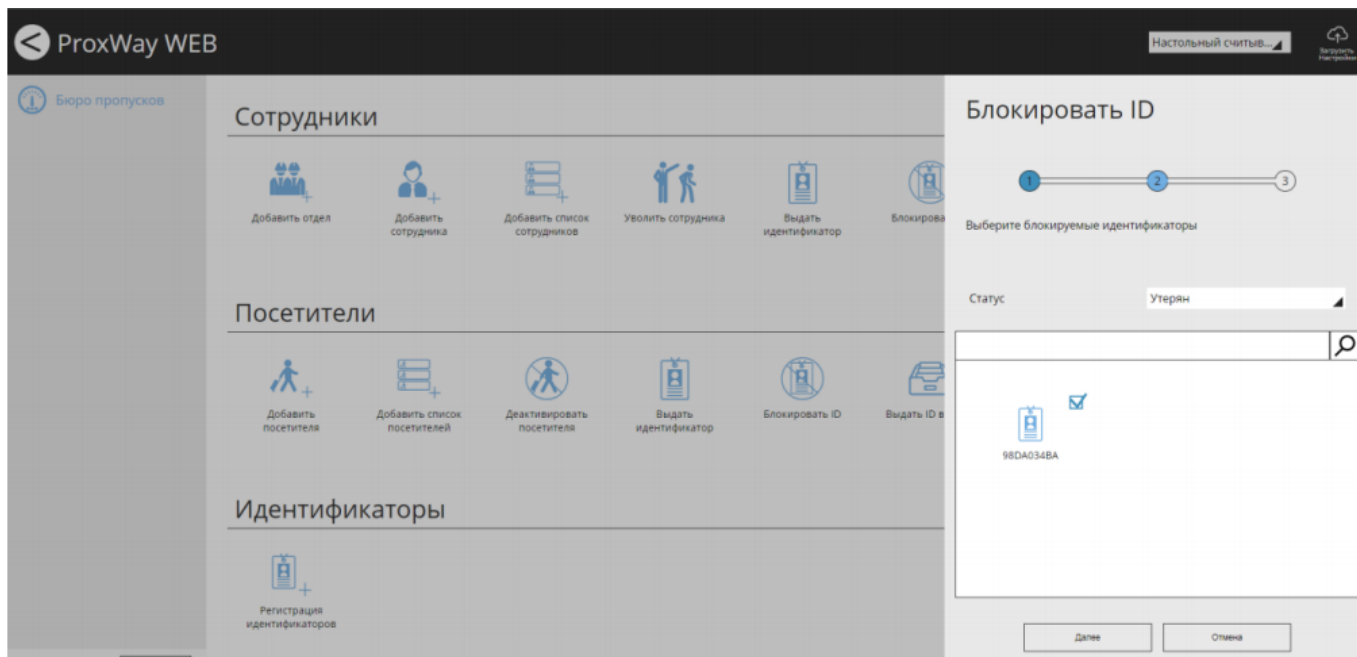 ProxWay WEB
Настольный считыв...
Загрузить
Настройки
Бюро пропусков
Сотрудники
Добавить отдел
Добавить
сотрудника
Добавить список
сотрудников
Уволить сотрудника
Выдать
идентификатор
Блокирова
Посетители
Добавить
посетителя
Добавить список
посетителей
Деактивировать
посетителя
Выдать
идентификатор
Блокировать ID
Выдать ID в
Идентификаторы
Регистрация
идентификаторов
Блокировать ID
1
2
3
Выберите блокируемые идентификаторы
Статус
Утерян
98DA034BA
Далее
Отмена